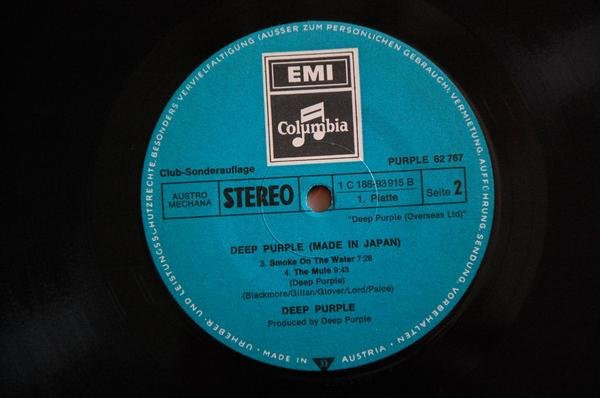 URHEBER- UND LEISTUNGSSCHUTZRECHTE, BESONDERS VERVIELFÄLTIGUNG (AUSSER ZUM PERSÖNLICHEN GEBRAUCH), VERMIETUNG, AUFFÜHRUNG, SENDUNG VORBEHALTEN ·
EMI
Columbia
Club-Sonderauflage
PURPLE 62 767
AUSTRO
MECHANA
STEREO
1 C 188-93915 B
1. Platte
Seite 2
"Deep Purple (Overseas Ltd)"
DEEP PURPLE (MADE IN JAPAN)
3. Smoke On The Water 7:28
4. The Mule 9:43
(Deep Purple)
(Blackmore/Gillan/Glover/Lord/Paice)
DEEP PURPLE
Produced by Deep Purple
· MADE IN AUSTRIA ·